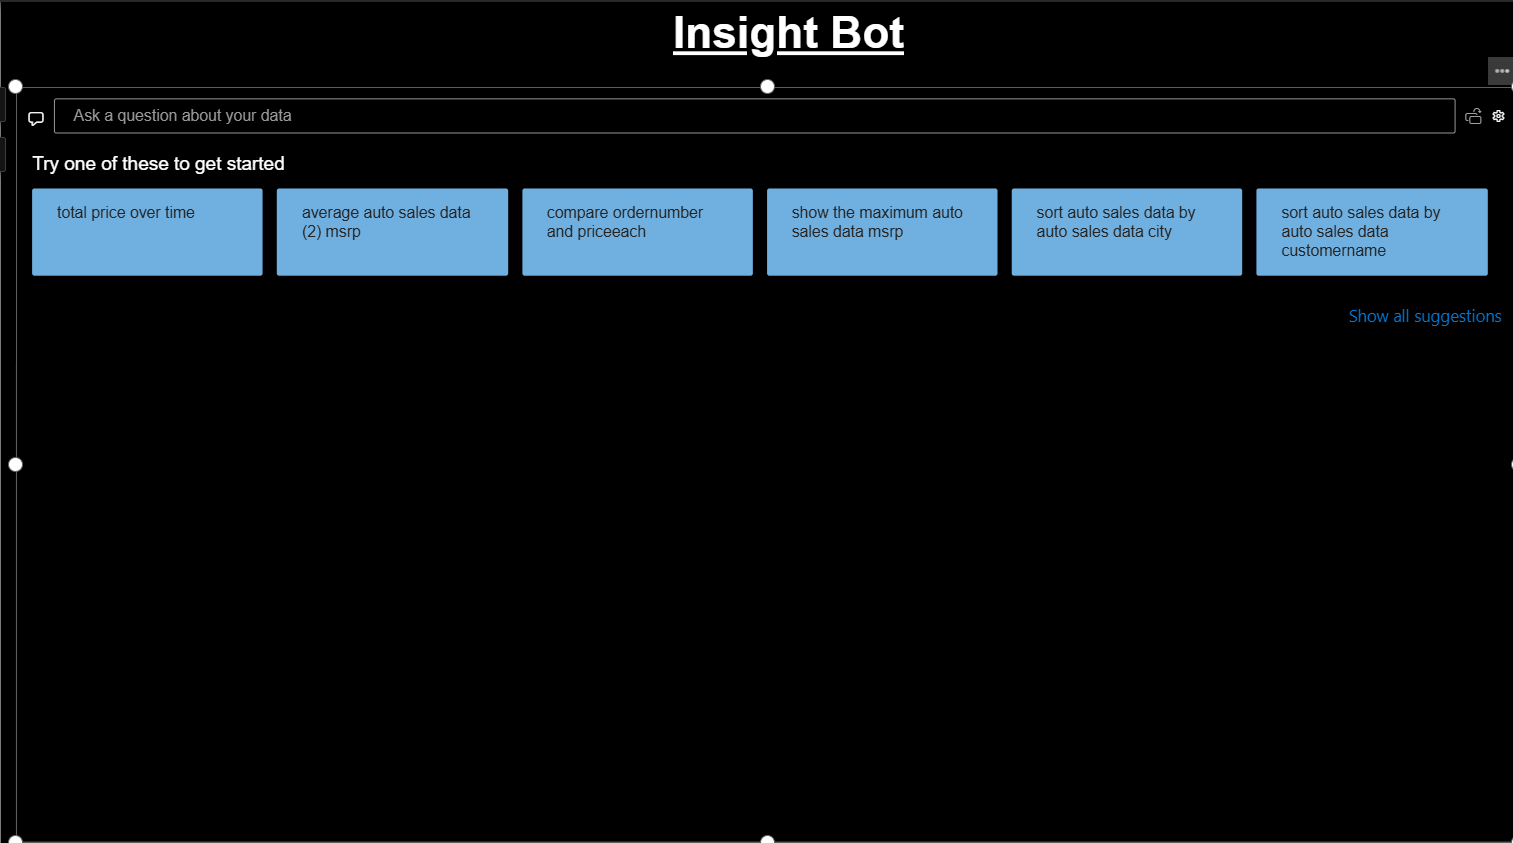 Insight Bot
Ask a question about your data
Try one of these to get started
total price over time
average auto sales data
(2) msrp
compare ordernumber
and priceeach
show the maximum auto
sales data msrp
sort auto sales data by
auto sales data city
sort auto sales data by
auto sales data
customername
Show all suggestions